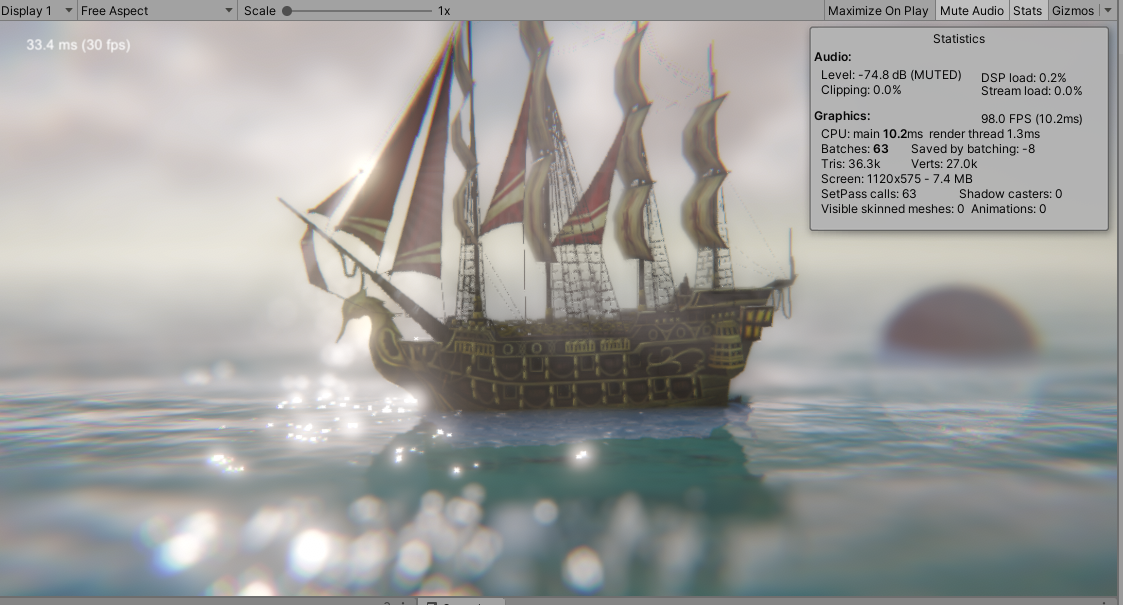 Display 1 Free Aspect Scale 1x Maximize On Play Mute Audio Stats Gizmos
33.4 ms (30 fps)
Statistics
Audio:
Level: -74.8 dB (MUTED) DSP load: 0.2%
Clipping: 0.0% Stream load: 0.0%
Graphics: 98.0 FPS (10.2ms)
CPU: main 10.2ms render thread 1.3ms
Batches: 63 Saved by batching: -8
Tris: 36.3k Verts: 27.0k
Screen: 1120x575 - 7.4 MB
SetPass calls: 63 Shadow casters: 0
Visible skinned meshes: 0 Animations: 0